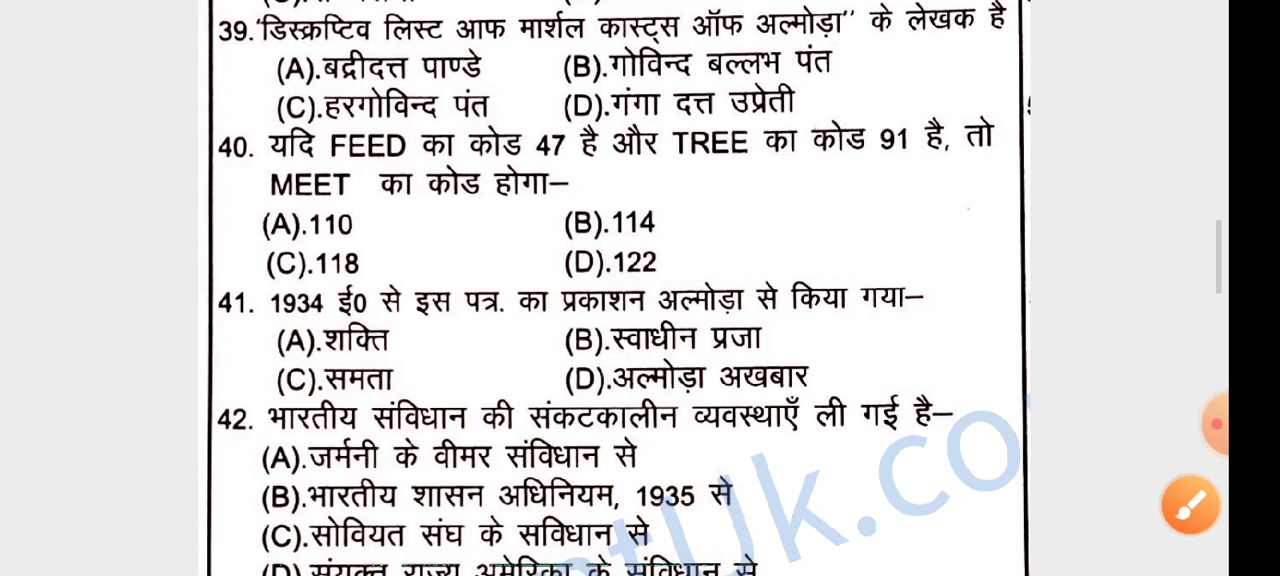 39.‘डिस्क्रप्टिव लिस्ट आफ मार्शल कास्ट्स ऑफ अल्मोड़ा’’ के लेखक है
(A).बद्रीदत्त पाण्डे (B).गोविन्द बल्लभ पंत
(C).हरगोविन्द पंत (D).गंगा दत्त उप्रेती
40. यदि FEED का कोड 47 है और TREE का कोड 91 है, तो
MEET का कोड होगा–
(A).110 (B).114
(C).118 (D).122
41. 1934 ई0 से इस पत्र. का प्रकाशन अल्मोड़ा से किया गया–
(A).शक्ति (B).स्वाधीन प्रजा
(C).समता (D).अल्मोड़ा अखबार
42. भारतीय संविधान की संकटकालीन व्यवस्थाएँ ली गई है–
(A).जर्मनी के वीमर संविधान से
(B).भारतीय शासन अधिनियम, 1935 से
(C).सोवियत संघ के सविधान से
(D).संयुक्त राज्य अमेरिका के संविधान से